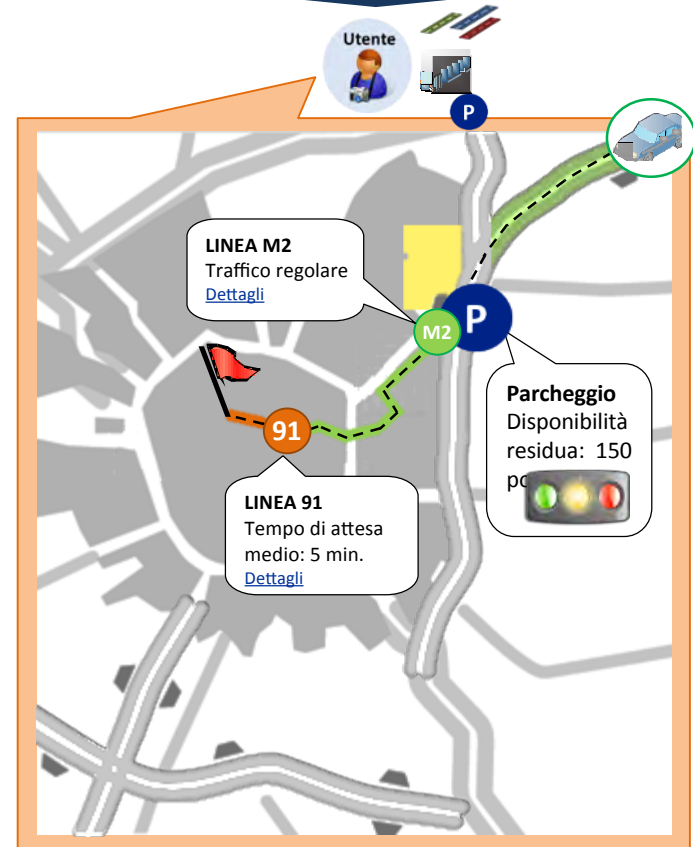 Utente
P
LINEA M2
Traffico regolare
Dettagli
M2
P
Parcheggio
Disponibilità
residua: 150
91
LINEA 91
Tempo di attesa
medio: 5 min.
Dettagli